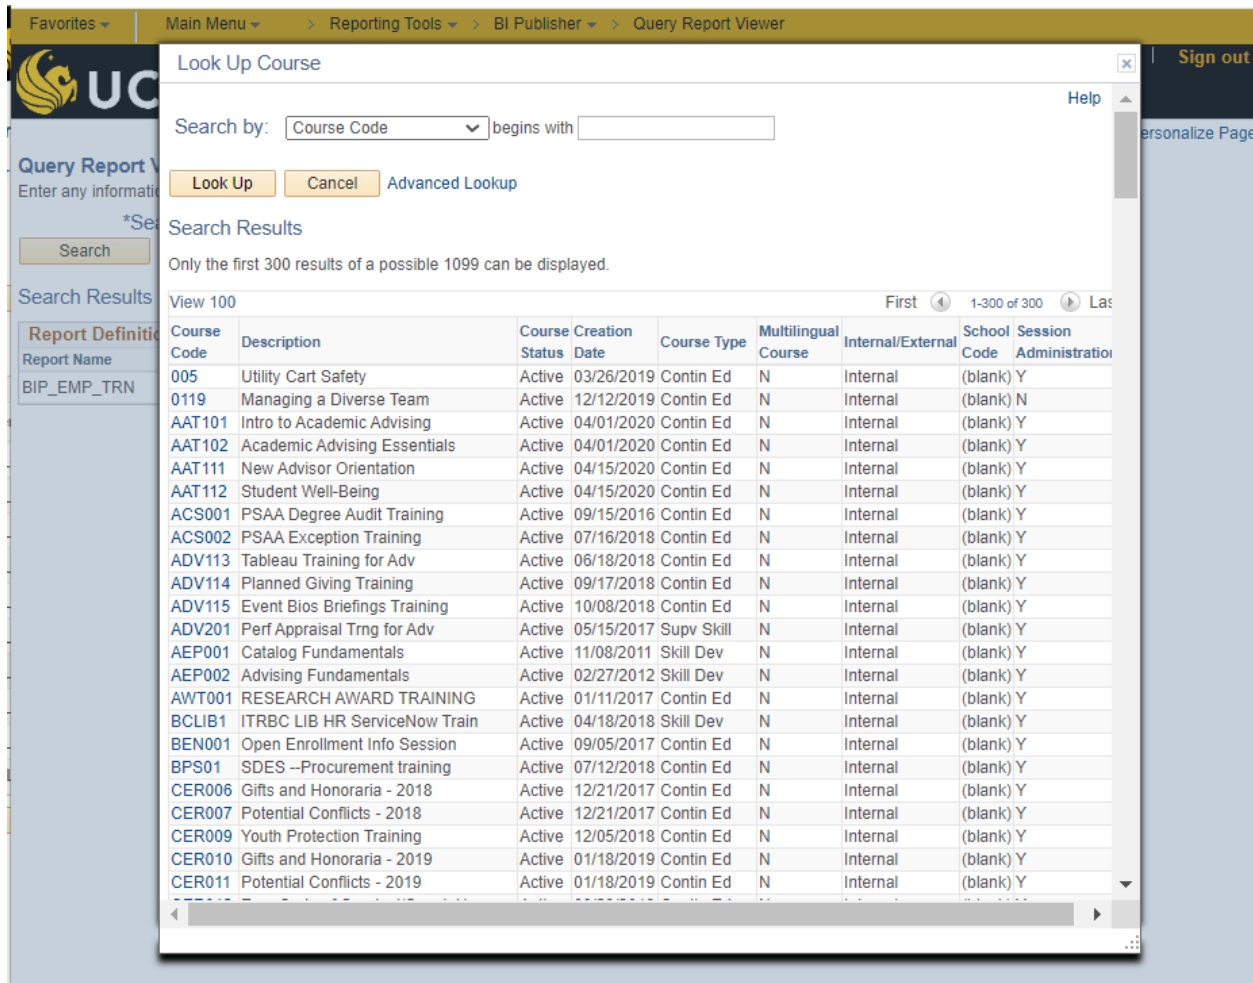 Favorites Main Menu > Reporting Tools > BI Publisher > Query Report Viewer
UC
Sign out
Look Up Course
Help
ersonalize Page
Search by: Course Code begins with
Query Report V
Enter any informatio
Look Up Cancel Advanced Lookup
*Sea
Search Results
Search
Only the first 300 results of a possible 1099 can be displayed.
Search Results
View 100 First 1-300 of 300 Las
Report Definitio
Report Name
BIP_EMP_TRN
Course Code Description Course Status Creation Date Course Type Multilingual Course Internal/External School Code Session Administration
005 Utility Cart Safety Active 03/26/2019 Contin Ed N Internal (blank) Y
0119 Managing a Diverse Team Active 12/12/2019 Contin Ed N Internal (blank) N
AAT101 Intro to Academic Advising Active 04/01/2020 Contin Ed N Internal (blank) Y
AAT102 Academic Advising Essentials Active 04/01/2020 Contin Ed N Internal (blank) Y
AAT111 New Advisor Orientation Active 04/15/2020 Contin Ed N Internal (blank) Y
AAT112 Student Well-Being Active 04/15/2020 Contin Ed N Internal (blank) Y
ACS001 PSAA Degree Audit Training Active 09/15/2016 Contin Ed N Internal (blank) Y
ACS002 PSAA Exception Training Active 07/16/2018 Contin Ed N Internal (blank) Y
ADV113 Tableau Training for Adv Active 06/18/2018 Contin Ed N Internal (blank) Y
ADV114 Planned Giving Training Active 09/17/2018 Contin Ed N Internal (blank) Y
ADV115 Event Bios Briefings Training Active 10/08/2018 Contin Ed N Internal (blank) Y
ADV201 Perf Appraisal Trng for Adv Active 05/15/2017 Supv Skill N Internal (blank) Y
AEP001 Catalog Fundamentals Active 11/08/2011 Skill Dev N Internal (blank) Y
AEP002 Advising Fundamentals Active 02/27/2012 Skill Dev N Internal (blank) Y
AWT001 RESEARCH AWARD TRAINING Active 01/11/2017 Contin Ed N Internal (blank) Y
BCLIB1 ITRBC LIB HR ServiceNow Train Active 04/18/2018 Skill Dev N Internal (blank) Y
BEN001 Open Enrollment Info Session Active 09/05/2017 Contin Ed N Internal (blank) Y
BPS01 SDES --Procurement training Active 07/12/2018 Contin Ed N Internal (blank) Y
CER006 Gifts and Honoraria - 2018 Active 12/21/2017 Contin Ed N Internal (blank) Y
CER007 Potential Conflicts - 2018 Active 12/21/2017 Contin Ed N Internal (blank) Y
CER009 Youth Protection Training Active 12/05/2018 Contin Ed N Internal (blank) Y
CER010 Gifts and Honoraria - 2019 Active 01/18/2019 Contin Ed N Internal (blank) Y
CER011 Potential Conflicts - 2019 Active 01/18/2019 Contin Ed N Internal (blank) Y